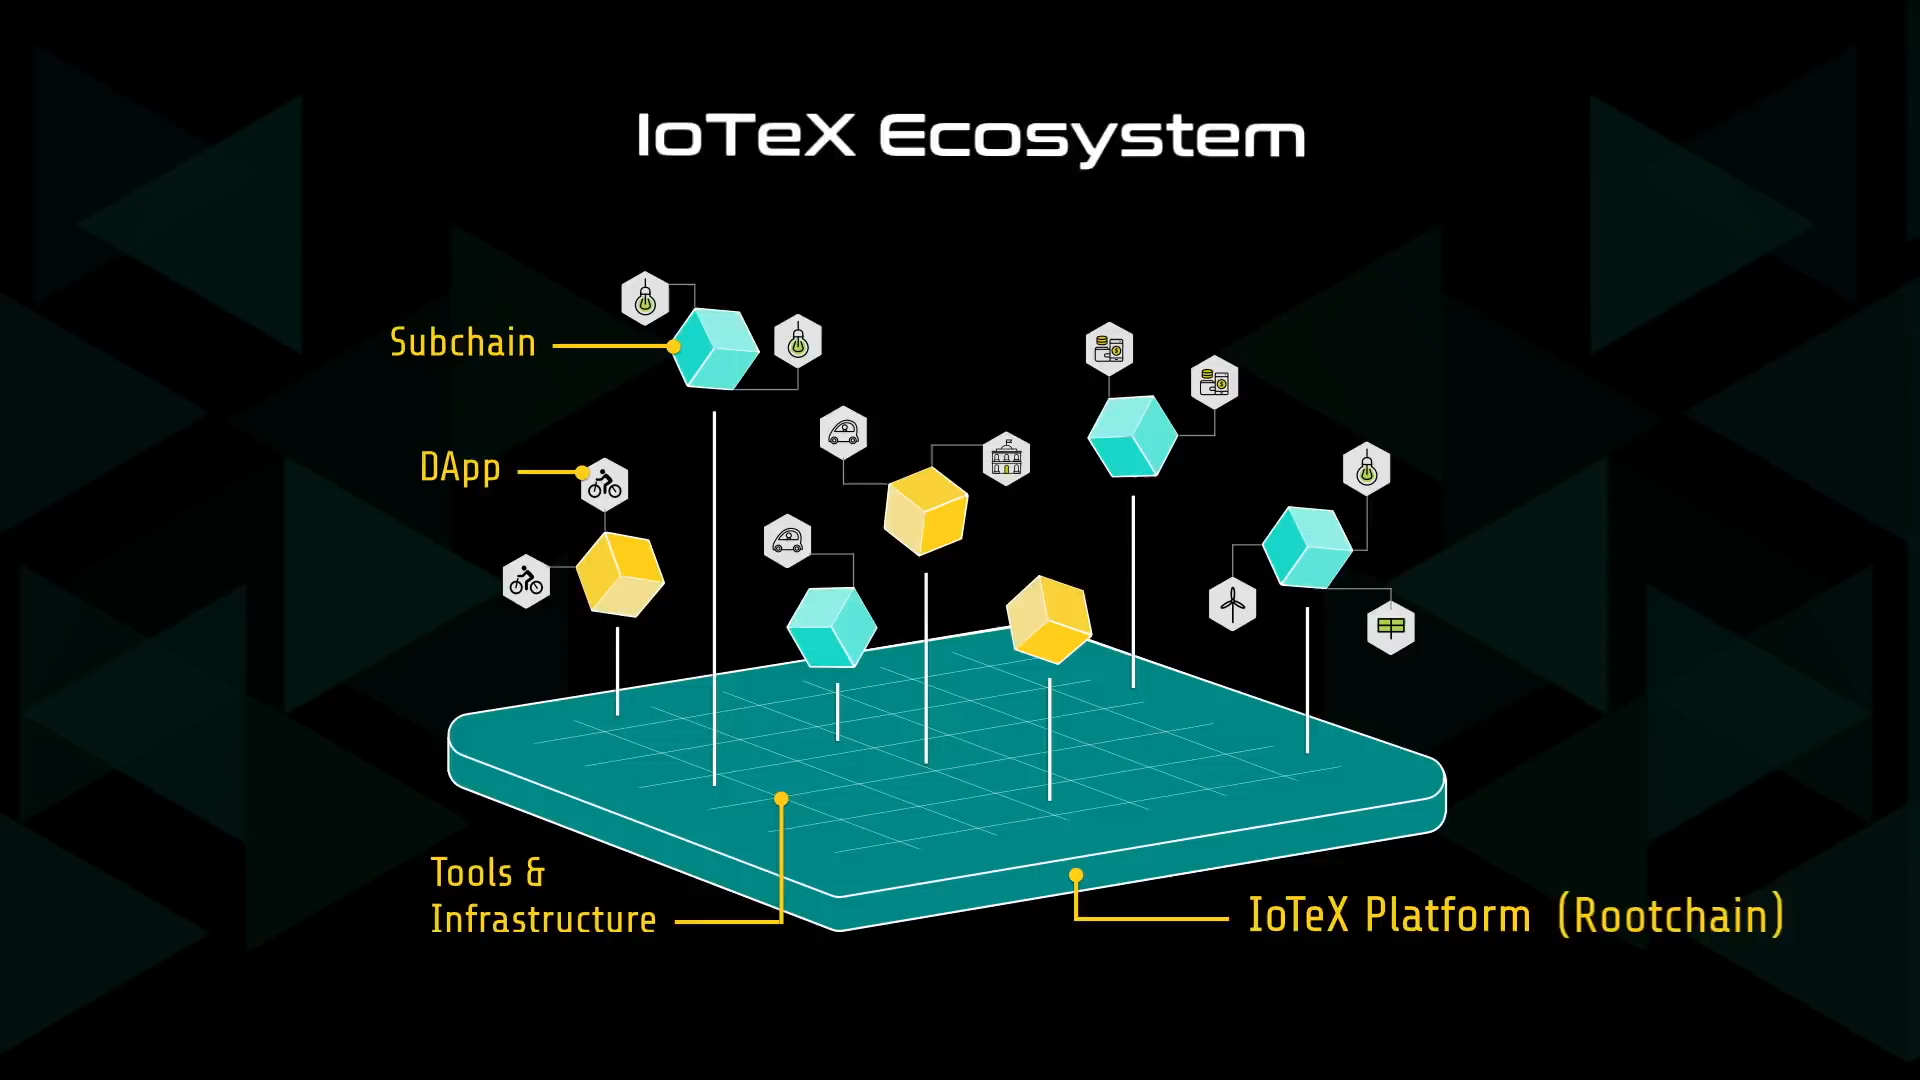 IoTeX Ecosystem
Subchain
DApp
Tools &
Infrastructure
IoTeX Platform (Rootchain)